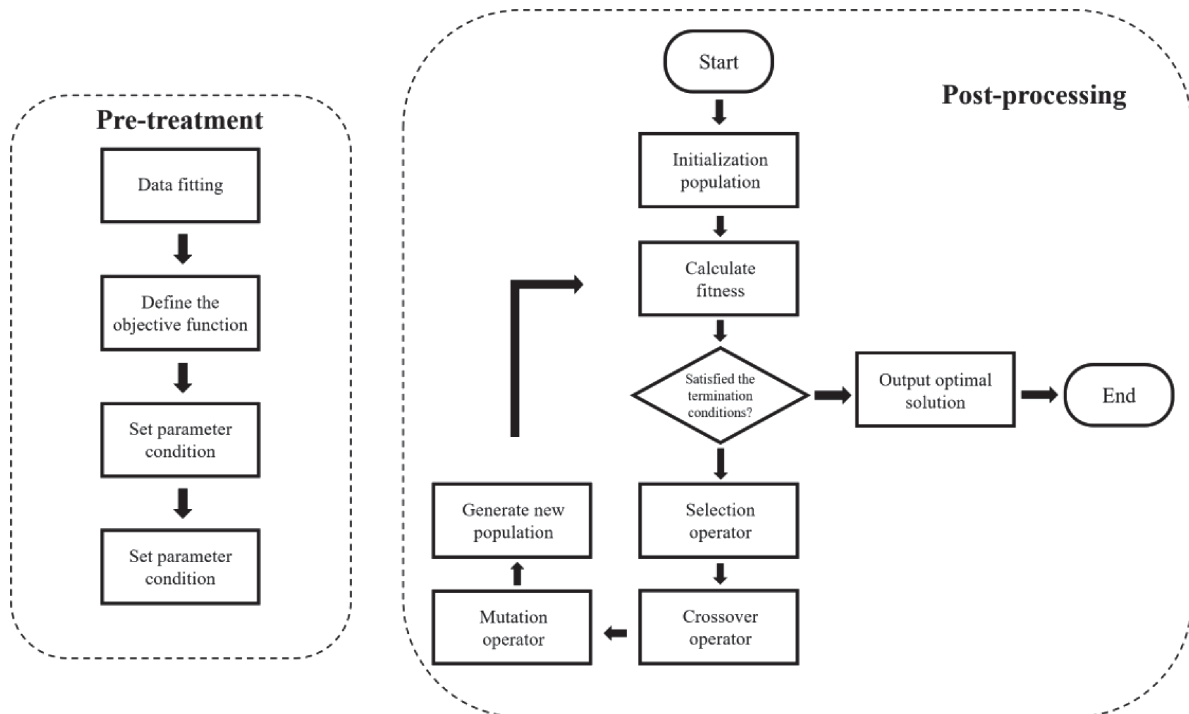 Pre-treatment
Data fitting
Define the
objective function
Set parameter
condition
Set parameter
condition
Post-processing
Start
Initialization
population
Calculate
fitness
Satisfied the
termination
conditions?
Output optimal
solution
End
Selection
operator
Crossover
operator
Mutation
operator
Generate new
population